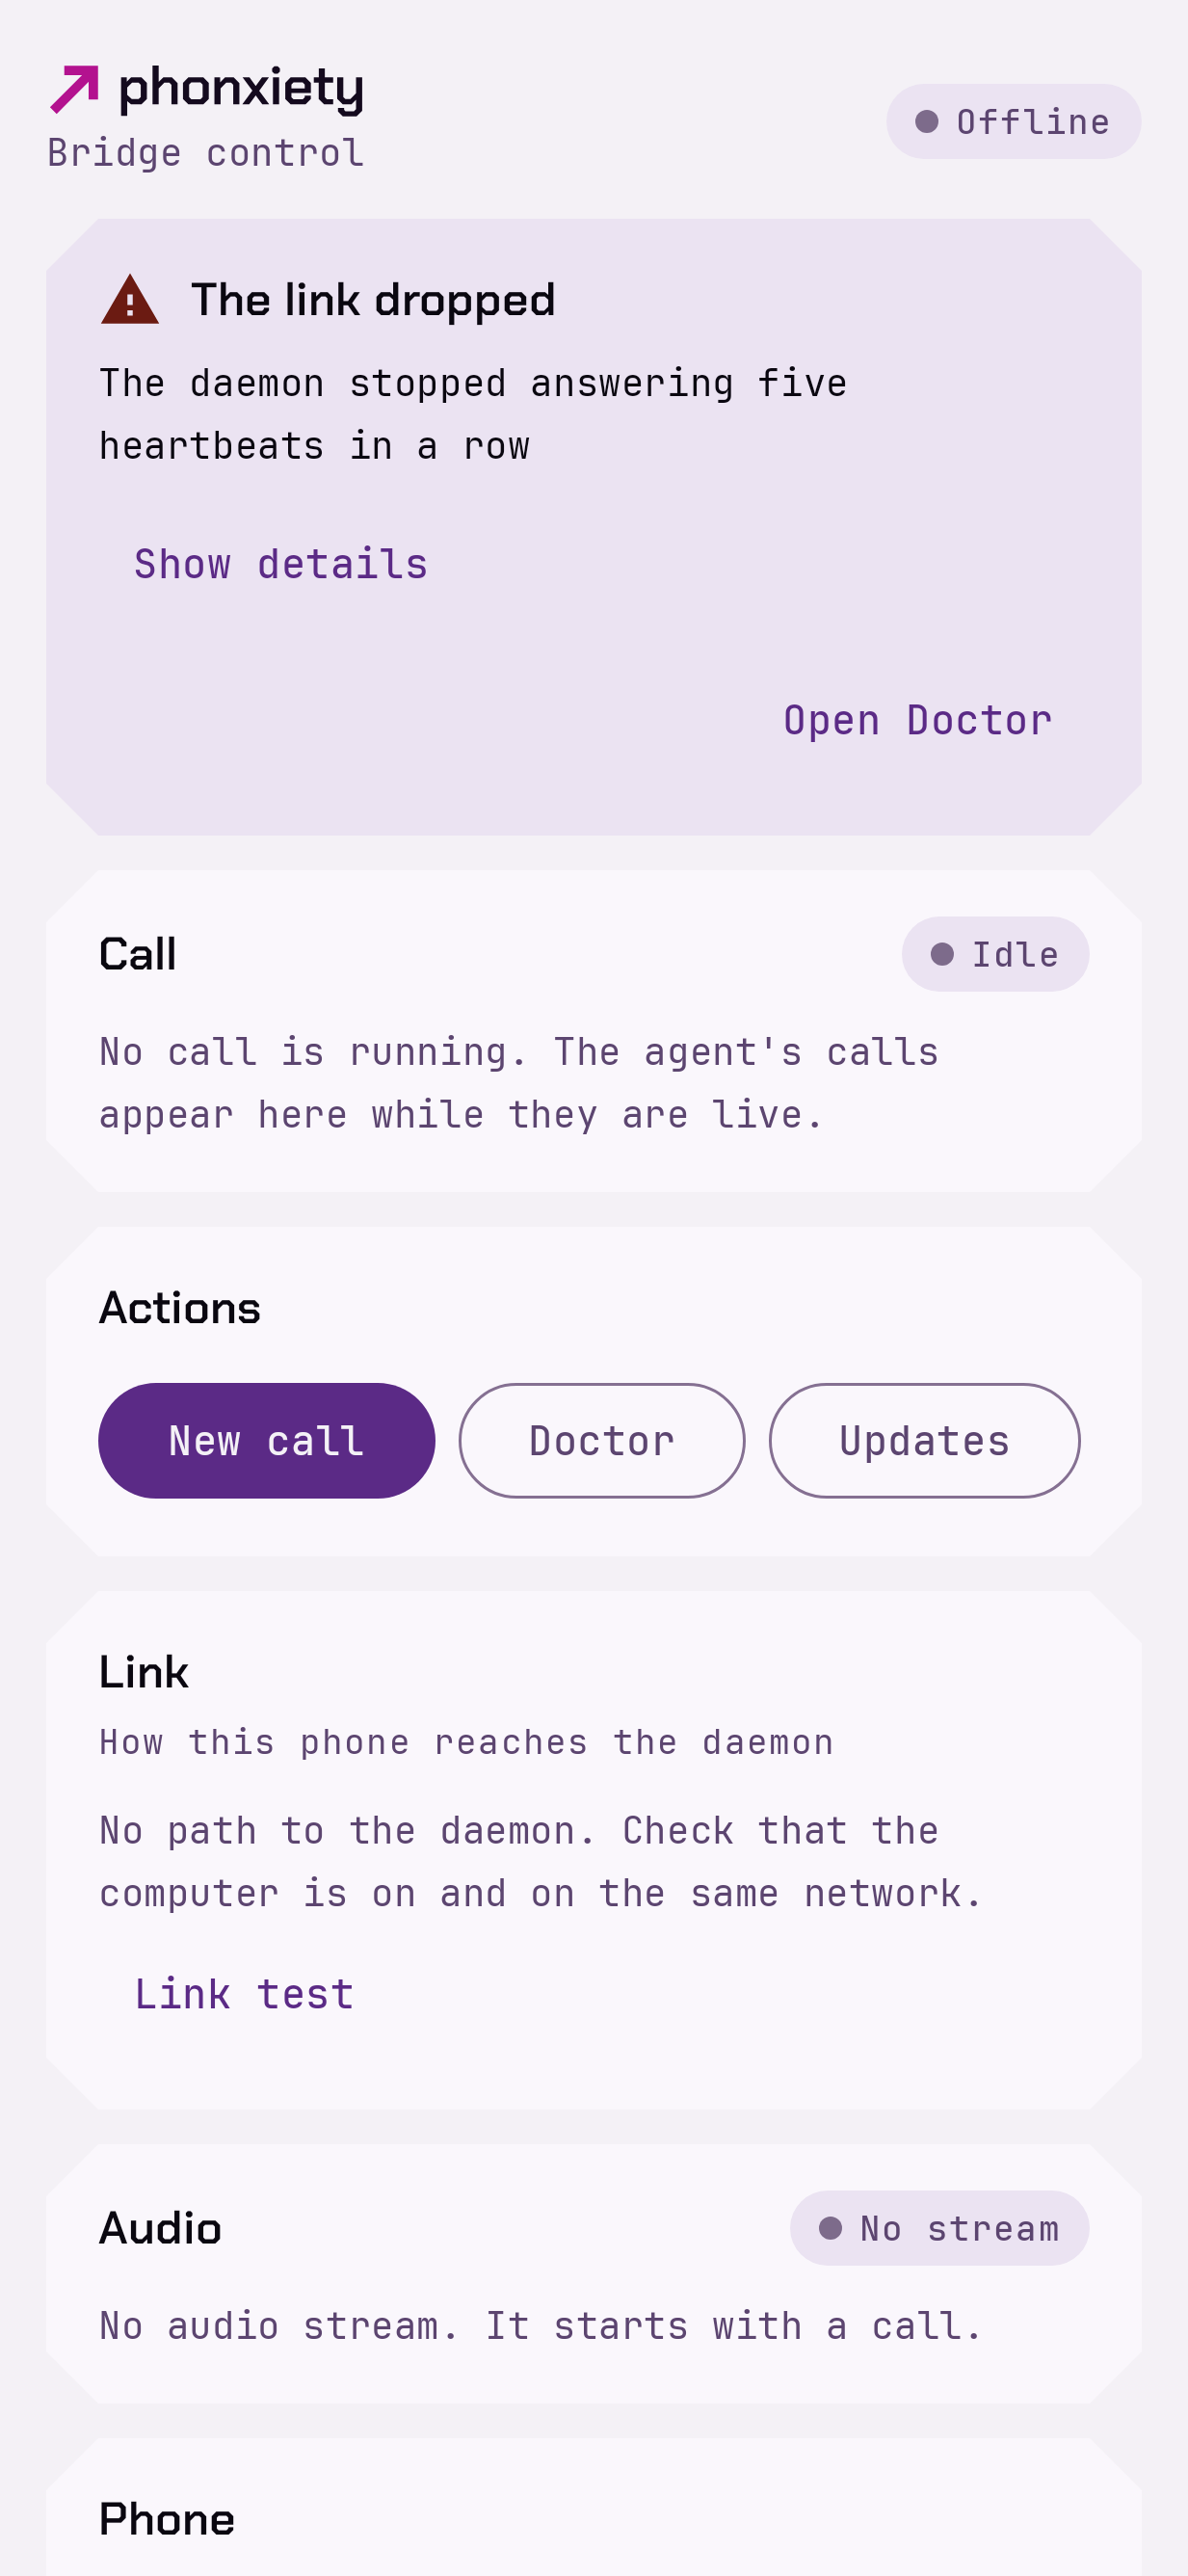 phonxiety
Bridge control
Offline
The link dropped
The daemon stopped answering five
heartbeats in a row
Show details
Open Doctor
Call
Idle
No call is running. The agent's calls
appear here while they are live.
Actions
New call
Doctor
Updates
Link
How this phone reaches the daemon
No path to the daemon. Check that the
computer is on and on the same network.
Link test
Audio
No stream
No audio stream. It starts with a call.
Phone